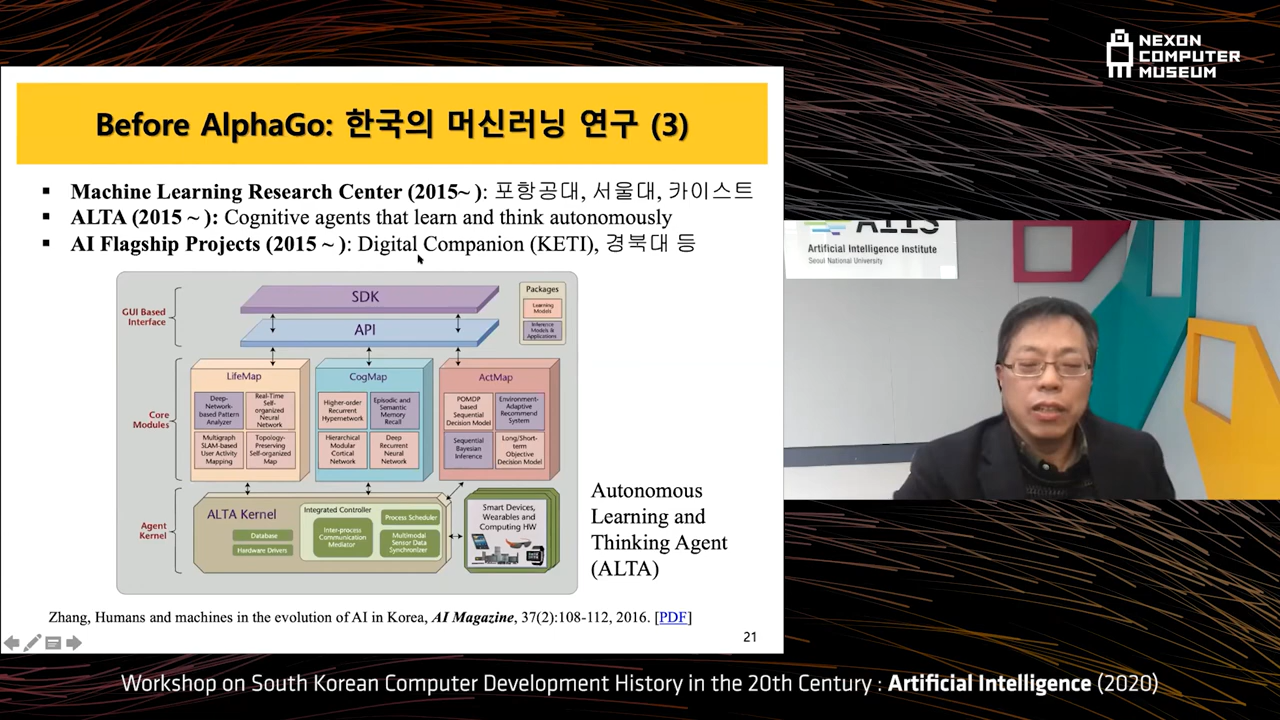 NEXON
COMPUTER
MUSEUM
Before AlphaGo: 한국의 머신러닝 연구 (3)
▪ Machine Learning Research Center (2015~ ): 포항공대, 서울대, 카이스트
▪ ALTA (2015 ~ ): Cognitive agents that learn and think autonomously
▪ AI Flagship Projects (2015 ~ ): Digital Companion (KETI), 경북대 등
GUI Based
Interface
SDK
API
Packages
Learning
Models
Inference
Models &
Applications
Core
Modules
LifeMap
Deep-
Network-
based Pattern
Analyzer
Real-Time
Self-
organized
Neural
Network
Multigraph
SLAM-based
User Activity
Mapping
Topology-
Preserving
Self-organized
Map
CogMap
Higher-order
Recurrent
Hypernetwork
Episodic and
Semantic
Memory
Recall
Hierarchical
Modular
Cortical
Network
Deep
Recurrent
Neural
Network
ActMap
POMDP
based
Sequential
Decision Model
Environment-
Adaptive
Recommend
System
Sequential
Bayesian
Inference
Long/Short-
term
Objective
Decision Model
Agent
Kernel
ALTA Kernel
Database
Hardware Drivers
Integrated Controller
Inter-process
Communication
Mediator
Process Scheduler
Multimodal
Sensor Data
Synchronizer
Smart Devices,
Wearables and
Computing HW
Autonomous
Learning and
Thinking Agent
(ALTA)
Zhang, Humans and machines in the evolution of AI in Korea, AI Magazine, 37(2):108-112, 2016. [PDF]
21
AIIS
Artificial Intelligence Institute
Seoul National University
Workshop on South Korean Computer Development History in the 20th Century : Artificial Intelligence (2020)